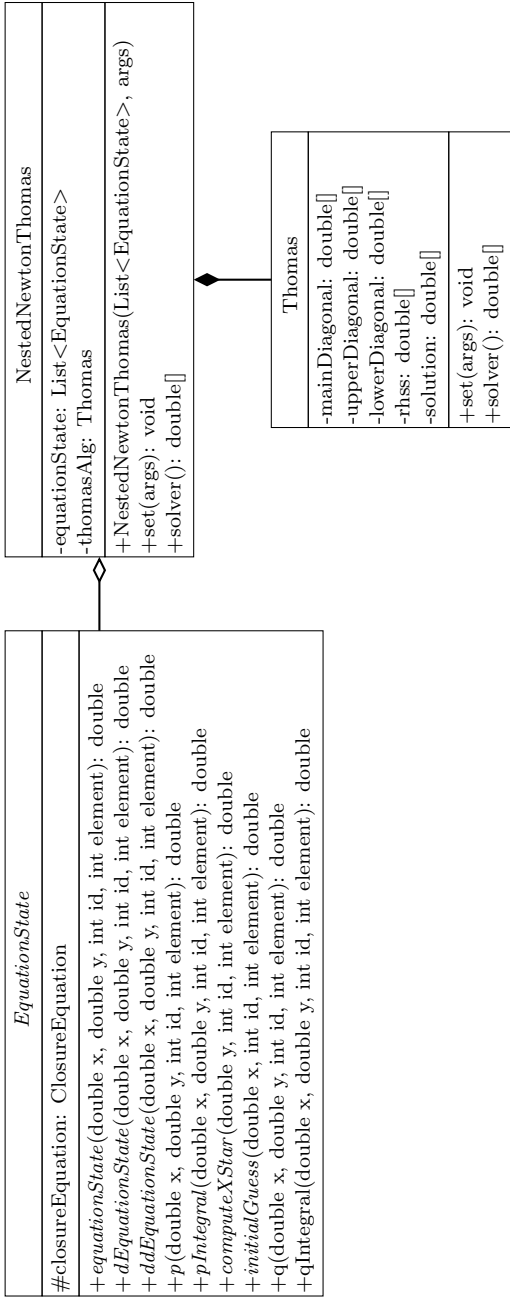 EquationState
#closureEquation: ClosureEquation
+equationState(double x, double y, int id, int element): double
+dEquationState(double x, double y, int id, int element): double
+ddEquationState(double x, double y, int id, int element): double
+p(double x, double y, int id, int element): double
+pIntegral(double x, double y, int id, int element): double
+computeXStar(double y, int id, int element): double
+initialGuess(double x, int id, int element): double
+q(double x, double y, int id, int element): double
+qIntegral(double x, double y, int id, int element): double
NestedNewtonThomas
-equationState: List<EquationState>
-thomasAlg: Thomas
+NestedNewtonThomas(List<EquationState>, args)
+set(args): void
+solver(): double[]
Thomas
-mainDiagonal: double[]
-upperDiagonal: double[]
-lowerDiagonal: double[]
-rhss: double[]
-solution: double[]
+set(args): void
+solver(): double[]